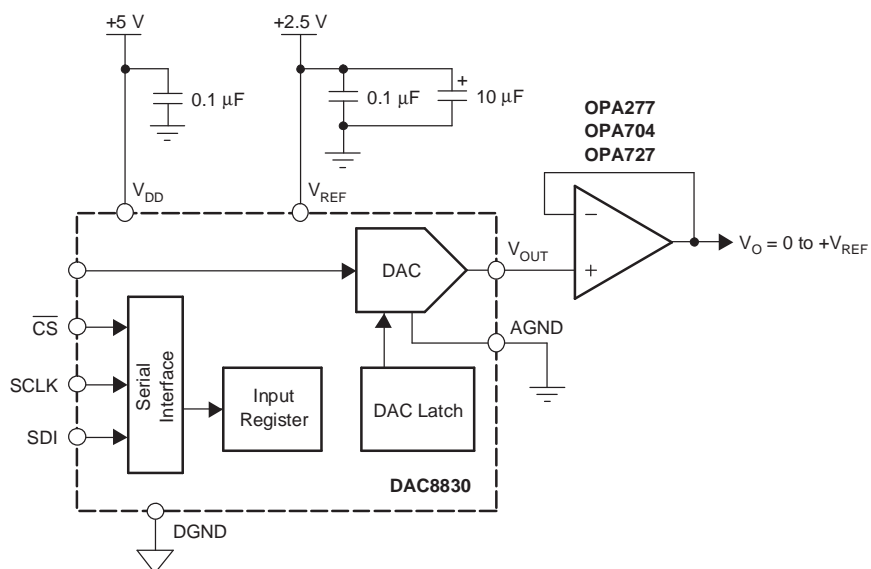 +5 V
+2.5 V
0.1 μF
0.1 μF
+
10 μF
OPA277
OPA704
OPA727
V_DD
V_REF
DAC
V_OUT
−
+
V_O = 0 to +V_REF
AGND
CS̅
SCLK
SDI
Serial
Interface
Input
Register
DAC Latch
DAC8830
DGND